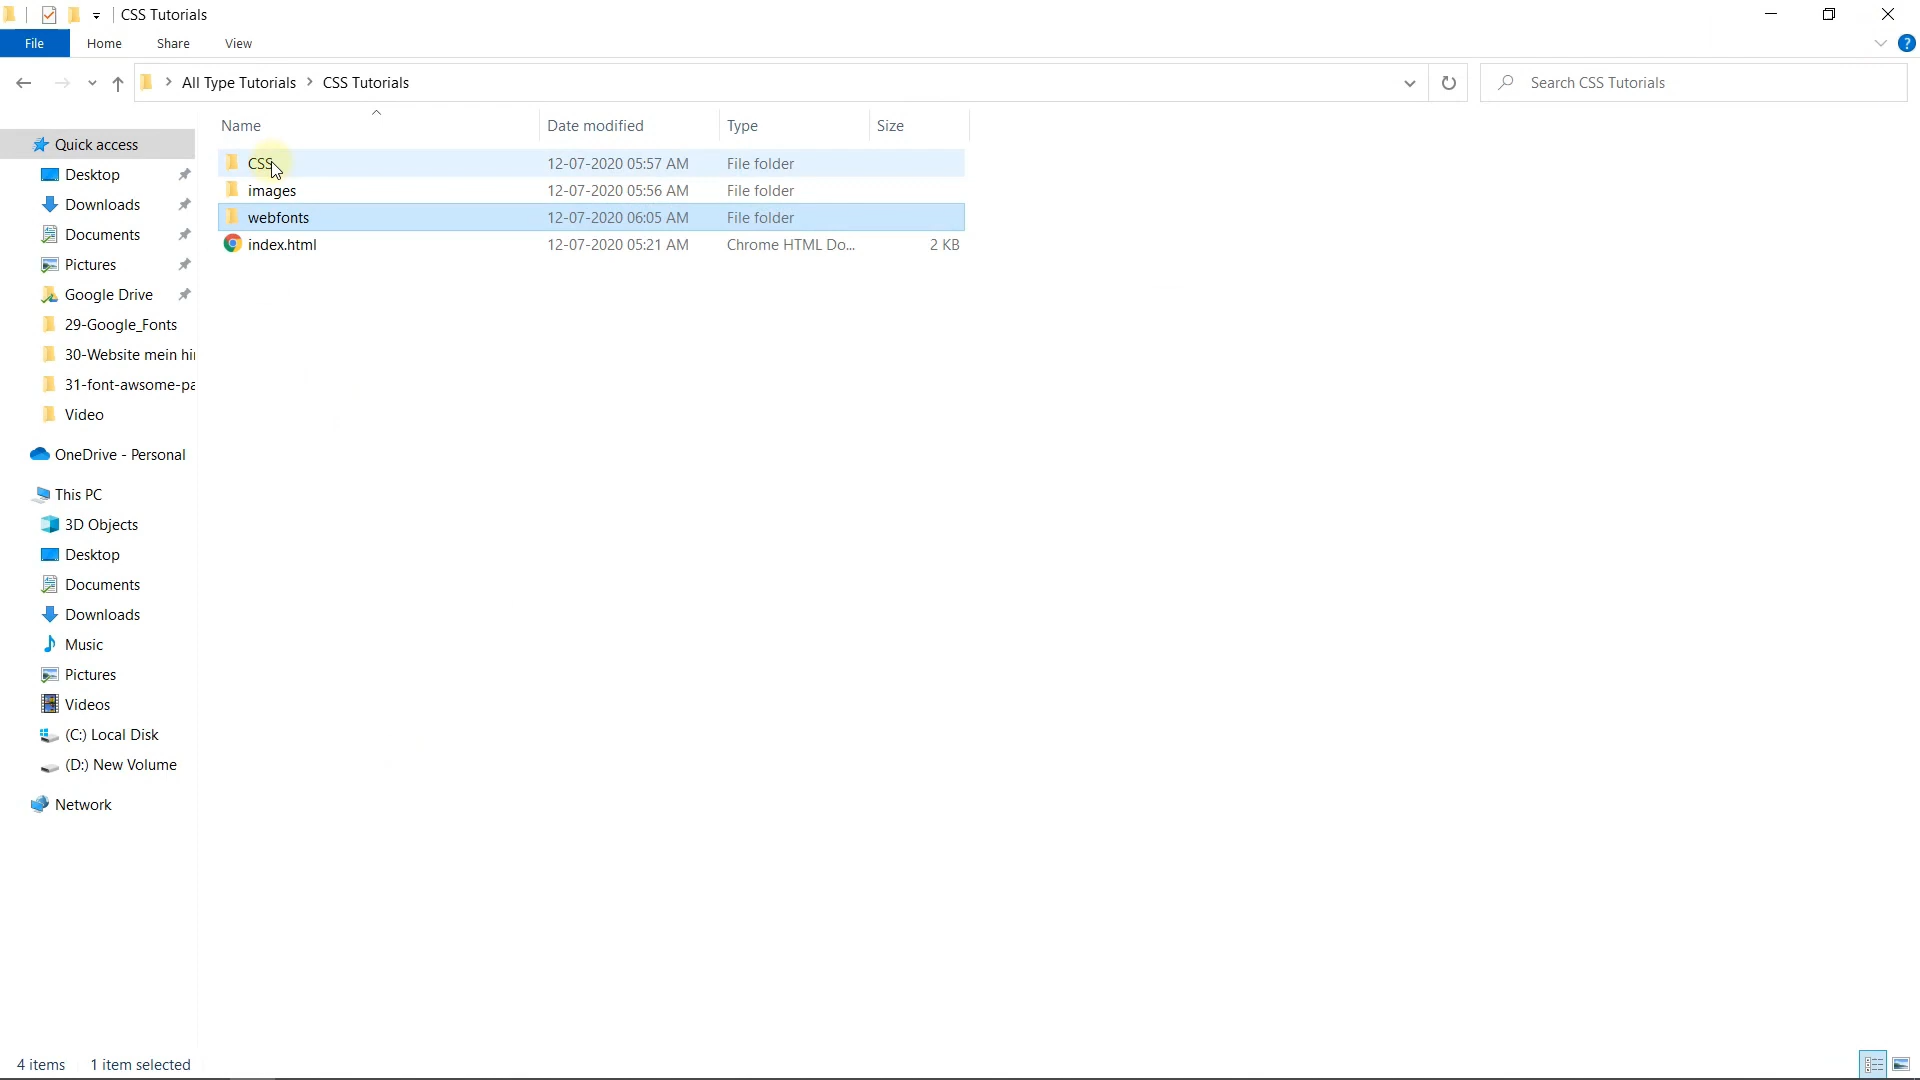 CSS Tutorials
File Home Share View
All Type Tutorials CSS Tutorials
Search CSS Tutorials
Name Date modified Type Size
CSS 12-07-2020 05:57 AM File folder
images 12-07-2020 05:56 AM File folder
webfonts 12-07-2020 06:05 AM File folder
index.html 12-07-2020 05:21 AM Chrome HTML Do... 2 KB
Quick access
Desktop
Downloads
Documents
Pictures
Google Drive
29-Google_Fonts
30-Website mein hi
31-font-awsome-pa
Video
OneDrive - Personal
This PC
3D Objects
Desktop
Documents
Downloads
Music
Pictures
Videos
(C:) Local Disk
(D:) New Volume
Network
4 items 1 item selected